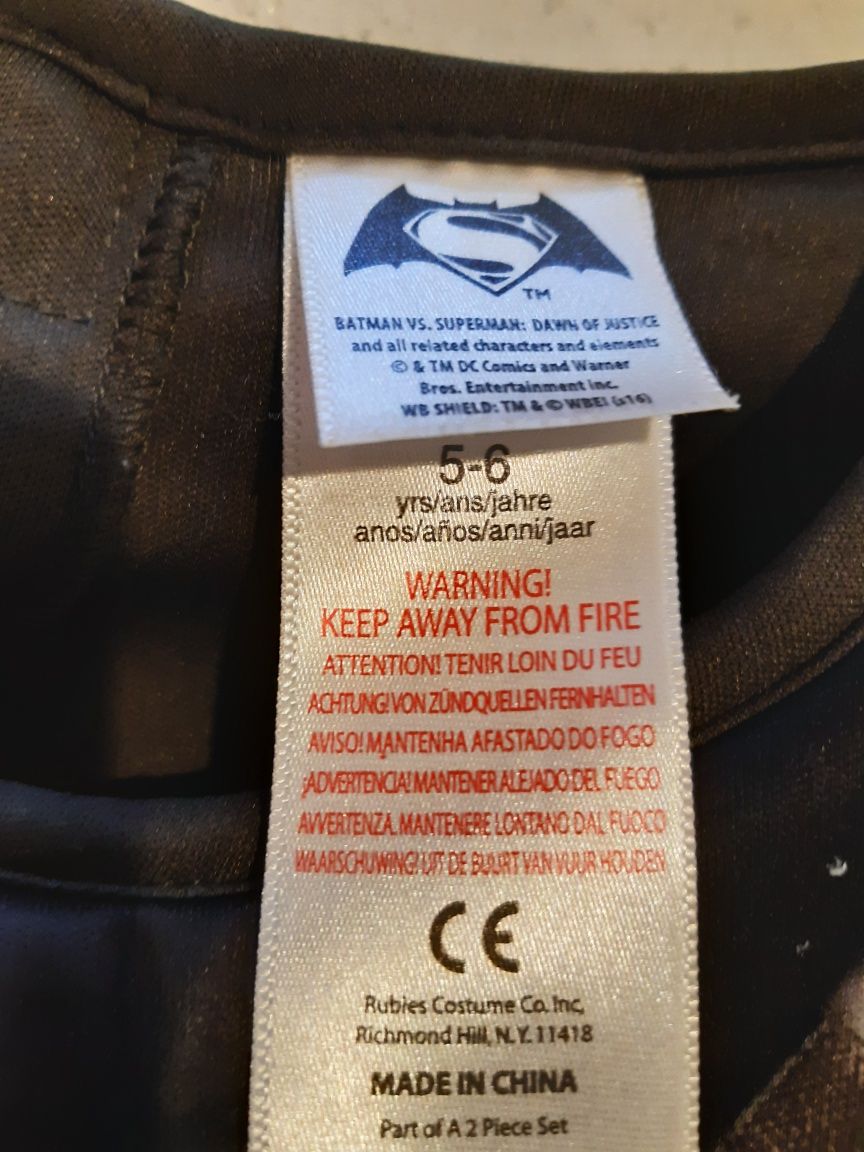 S
TM
BATMAN VS. SUPERMAN: DAWN OF JUSTICE
and all related characters and elements
© & TM DC Comics and Warner
Bros. Entertainment Inc.
WB SHIELD: TM & © WBEI (s16)
5-6
yrs/ans/jahre
anos/años/anni/jaar
WARNING!
KEEP AWAY FROM FIRE
ATTENTION! TENIR LOIN DU FEU
ACHTUNG! VON ZÜNDQUELLEN FERNHALTEN
AVISO! MANTENHA AFASTADO DO FOGO
¡ADVERTENCIA! MANTENER ALEJADO DEL FUEGO
AVVERTENZA. MANTENERE LONTANO DAL FUOCO
WAARSCHUWING! UIT DE BUURT VAN VUUR HOUDEN
CE
Rubies Costume Co. Inc,
Richmond Hill, N.Y. 11418
MADE IN CHINA
Part of A 2 Piece Set